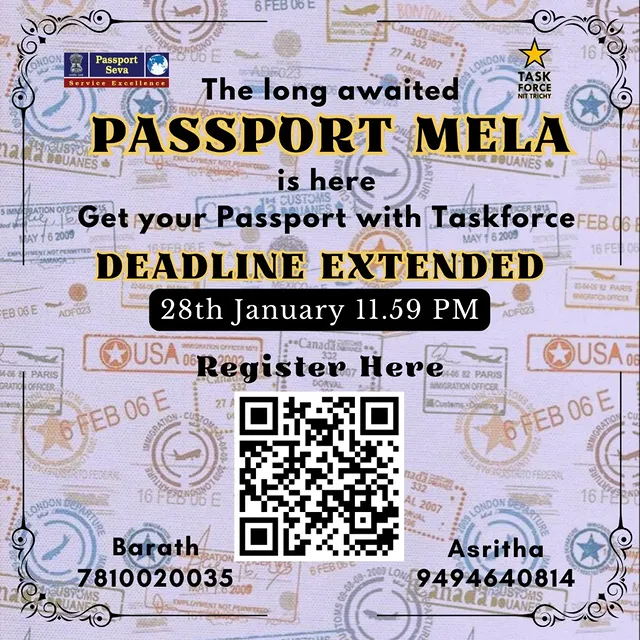 Passport
Seva
Service Excellence
TASK
FORCE
NIT TRICHY
The long awaited
PASSPORT MELA
is here
Get your Passport with Taskforce
DEADLINE EXTENDED
28th January 11.59 PM
Register Here
Barath
7810020035
Asritha
9494640814